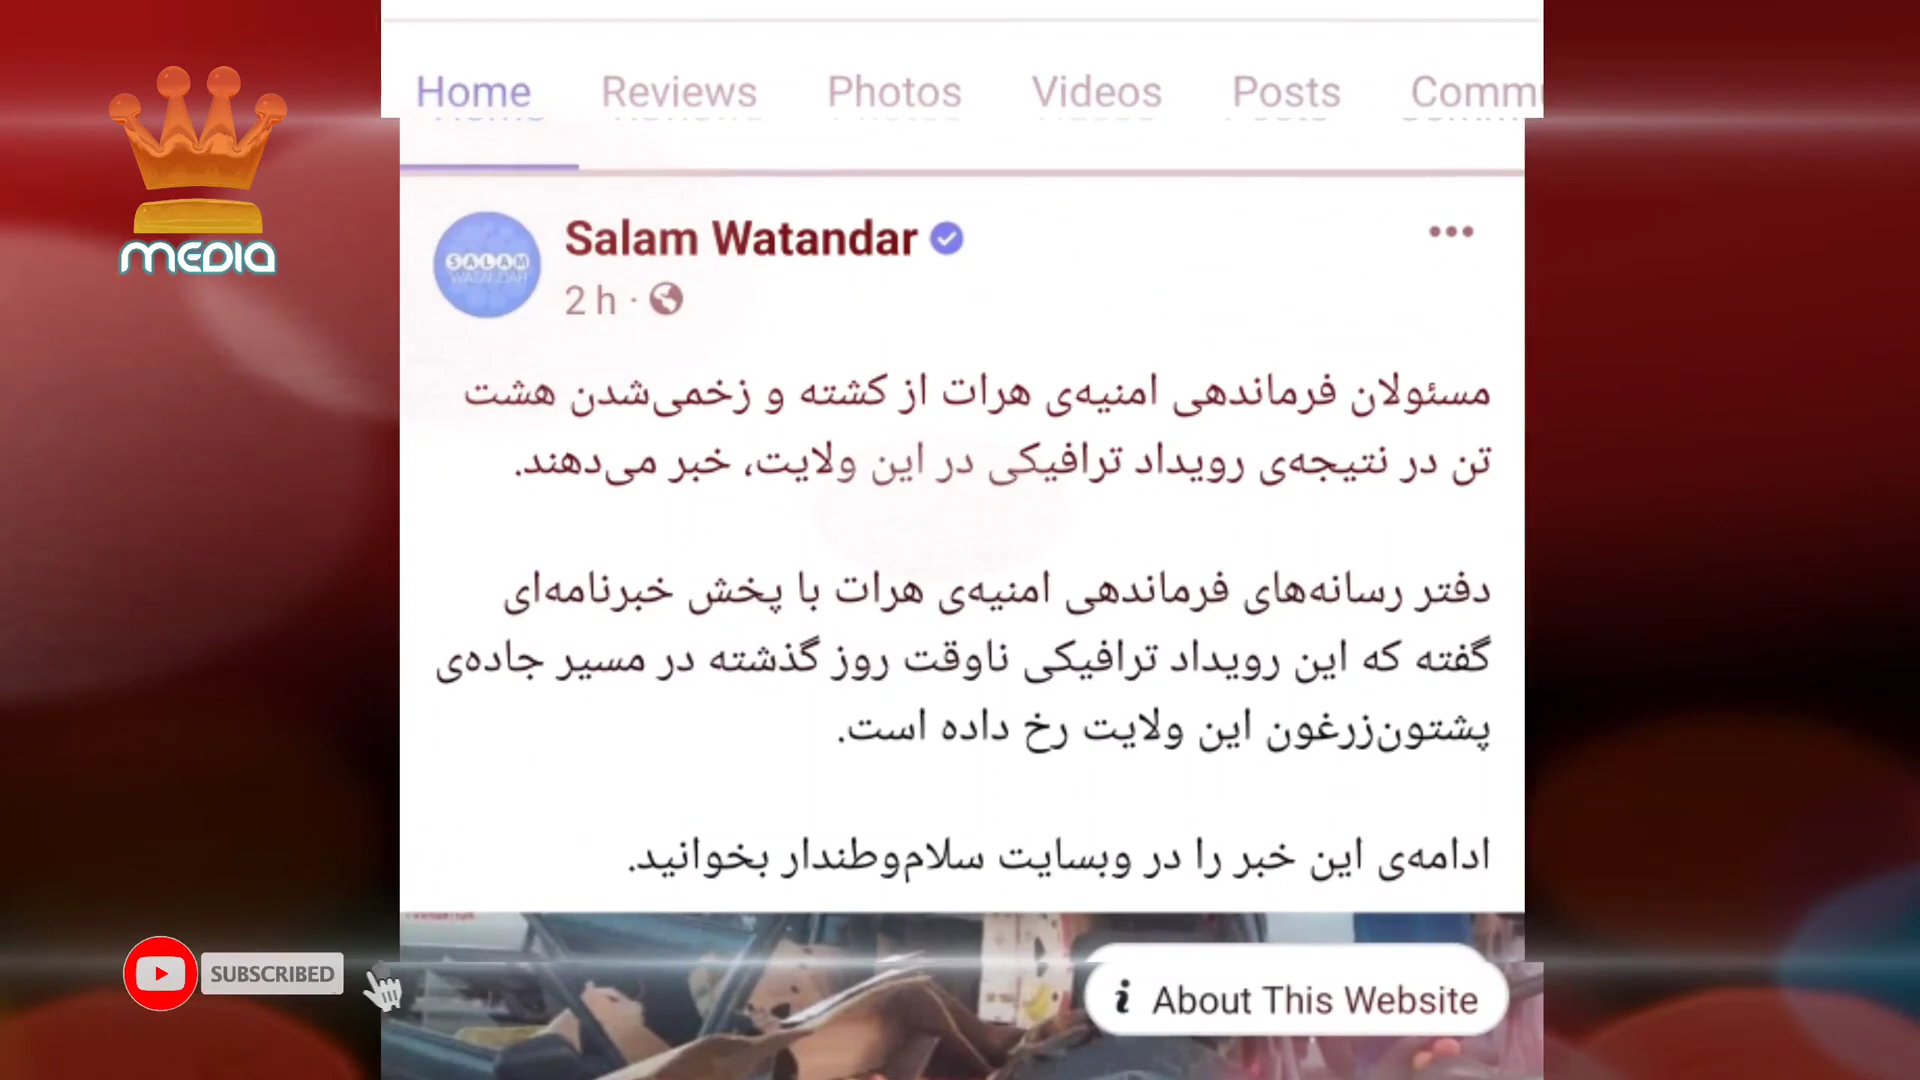 Home Reviews Photos Videos Posts
MEDIA
Salam Watandar
SALAM
WATANDAR
2 h
مسئولان فرماندهی امنیه‌ی هرات از کشته و زخمی‌شدن هشت
تن در نتیجه‌ی رویداد ترافیکی در این ولایت، خبر می‌دهند.
دفتر رسانه‌های فرماندهی امنیه‌ی هرات با پخش خبرنامه‌ای
گفته که این رویداد ترافیکی ناوقت روز گذشته در مسیر جاده‌ی
پشتون‌زرغون این ولایت رخ داده است.
ادامه‌ی این خبر را در وبسایت سلام‌وطندار بخوانید.
SUBSCRIBED
About This Website